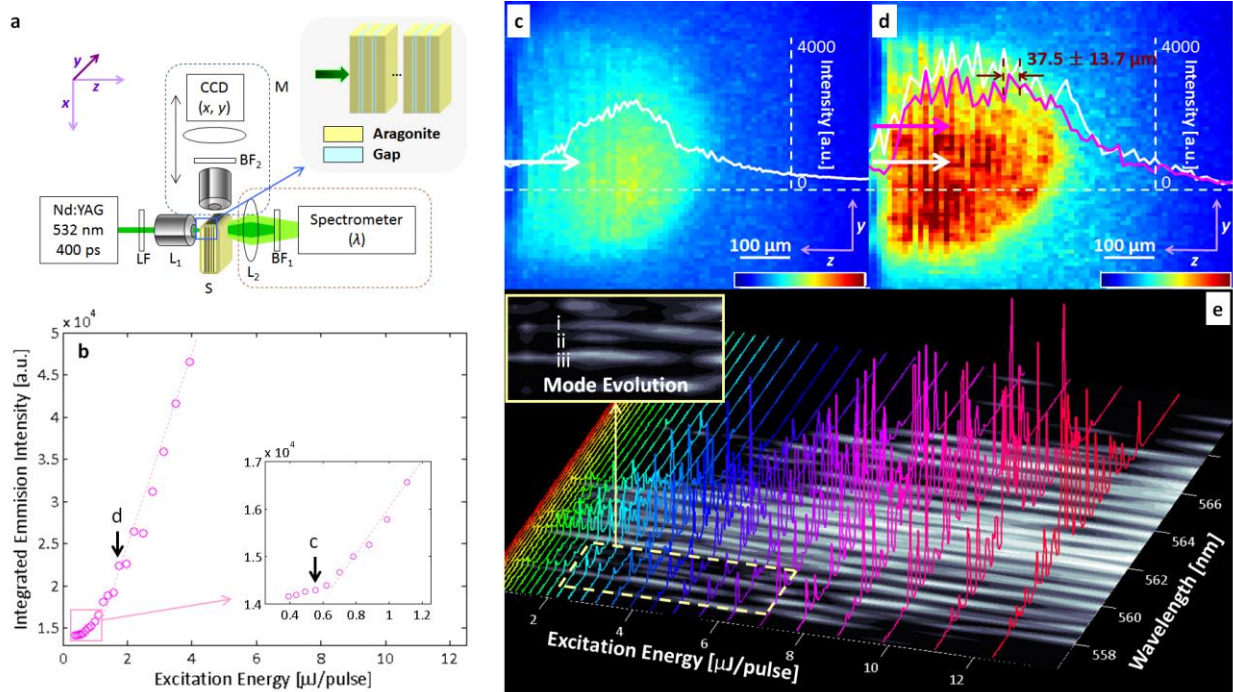 a
y
z
x
CCD
(x, y)
M
BF2
Nd:YAG
532 nm
400 ps
LF
L1
S
L2
BF1
Spectrometer
(λ)
...
Aragonite
Gap
b
x 10^4
5
4.5
4
3.5
3
2.5
2
1.5
0
2
4
6
8
10
12
Integrated Emmision Intensity [a.u.]
Excitation Energy [μJ/pulse]
d
x 10^4
1.7
1.6
1.5
1.4
0.4
0.6
0.8
1
1.2
c
c
4000
Intensity [a.u.]
0
100 μm
y
z
d
37.5 ± 13.7 μm
4000
Intensity [a.u.]
0
100 μm
y
z
e
i
ii
iii
Mode Evolution
2
4
6
8
10
12
Excitation Energy [μJ/pulse]
566
564
562
560
558
Wavelength [nm]